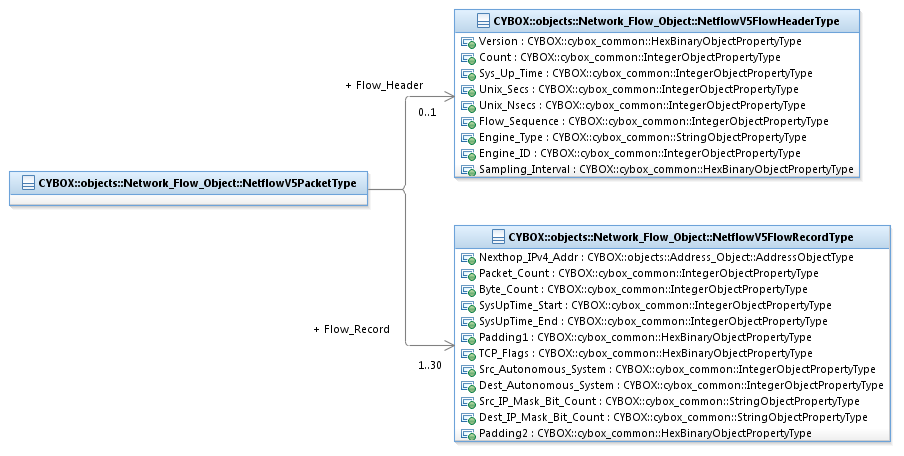 CYBOX::objects::Network_Flow_Object::NetflowV5FlowHeaderType
Version : CYBOX::cybox_common::HexBinaryObjectPropertyType
Count : CYBOX::cybox_common::IntegerObjectPropertyType
Sys_Up_Time : CYBOX::cybox_common::IntegerObjectPropertyType
Unix_Secs : CYBOX::cybox_common::IntegerObjectPropertyType
Unix_Nsecs : CYBOX::cybox_common::IntegerObjectPropertyType
Flow_Sequence : CYBOX::cybox_common::IntegerObjectPropertyType
Engine_Type : CYBOX::cybox_common::StringObjectPropertyType
Engine_ID : CYBOX::cybox_common::IntegerObjectPropertyType
Sampling_Interval : CYBOX::cybox_common::HexBinaryObjectPropertyType
+ Flow_Header
0..1
CYBOX::objects::Network_Flow_Object::NetflowV5PacketType
+ Flow_Record
1..30
CYBOX::objects::Network_Flow_Object::NetflowV5FlowRecordType
Nexthop_IPv4_Addr : CYBOX::objects::Address_Object::AddressObjectType
Packet_Count : CYBOX::cybox_common::IntegerObjectPropertyType
Byte_Count : CYBOX::cybox_common::IntegerObjectPropertyType
SysUpTime_Start : CYBOX::cybox_common::IntegerObjectPropertyType
SysUpTime_End : CYBOX::cybox_common::IntegerObjectPropertyType
Padding1 : CYBOX::cybox_common::HexBinaryObjectPropertyType
TCP_Flags : CYBOX::cybox_common::HexBinaryObjectPropertyType
Src_Autonomous_System : CYBOX::cybox_common::IntegerObjectPropertyType
Dest_Autonomous_System : CYBOX::cybox_common::IntegerObjectPropertyType
Src_IP_Mask_Bit_Count : CYBOX::cybox_common::StringObjectPropertyType
Dest_IP_Mask_Bit_Count : CYBOX::cybox_common::StringObjectPropertyType
Padding2 : CYBOX::cybox_common::HexBinaryObjectPropertyType